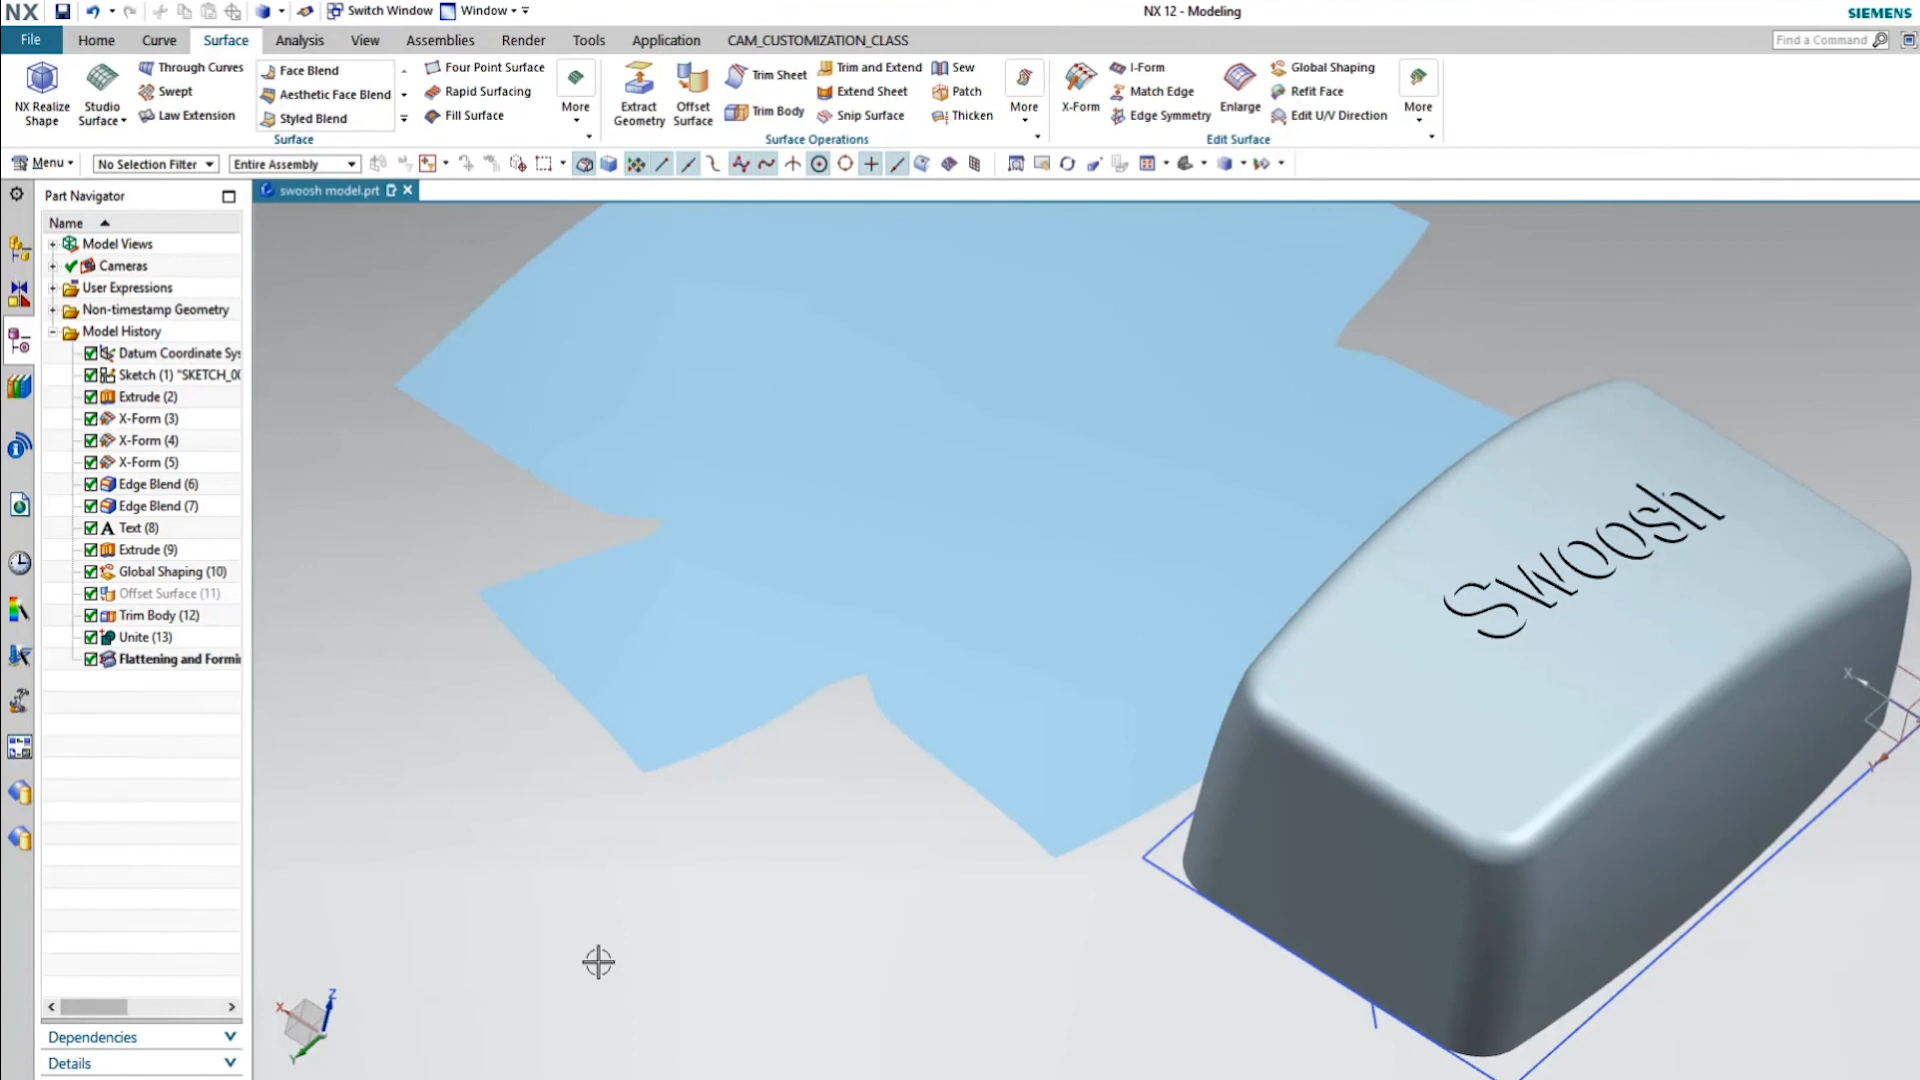 NX
Switch Window
Window
NX 12 - Modeling
SIEMENS
File
Home
Curve
Surface
Analysis
View
Assemblies
Render
Tools
Application
CAM_CUSTOMIZATION_CLASS
Find a Command
NX Realize Shape
Studio Surface
Through Curves
Swept
Law Extension
Face Blend
Aesthetic Face Blend
Styled Blend
Four Point Surface
Rapid Surfacing
Fill Surface
More
Surface
Extract Geometry
Offset Surface
Trim Sheet
Trim Body
Trim and Extend
Extend Sheet
Snip Surface
Sew
Patch
Thicken
More
Surface Operations
X-Form
I-Form
Match Edge
Edge Symmetry
Enlarge
Global Shaping
Refit Face
Edit U/V Direction
More
Edit Surface
Menu
No Selection Filter
Entire Assembly
Part Navigator
swoosh model.prt
Name
Model Views
Cameras
User Expressions
Non-timestamp Geometry
Model History
Datum Coordinate Sys
Sketch (1) "SKETCH_00
Extrude (2)
X-Form (3)
X-Form (4)
X-Form (5)
Edge Blend (6)
Edge Blend (7)
Text (8)
Extrude (9)
Global Shaping (10)
Offset Surface (11)
Trim Body (12)
Unite (13)
Flattening and Formi
Swoosh
X
Y
X
Z
Y
Dependencies
Details